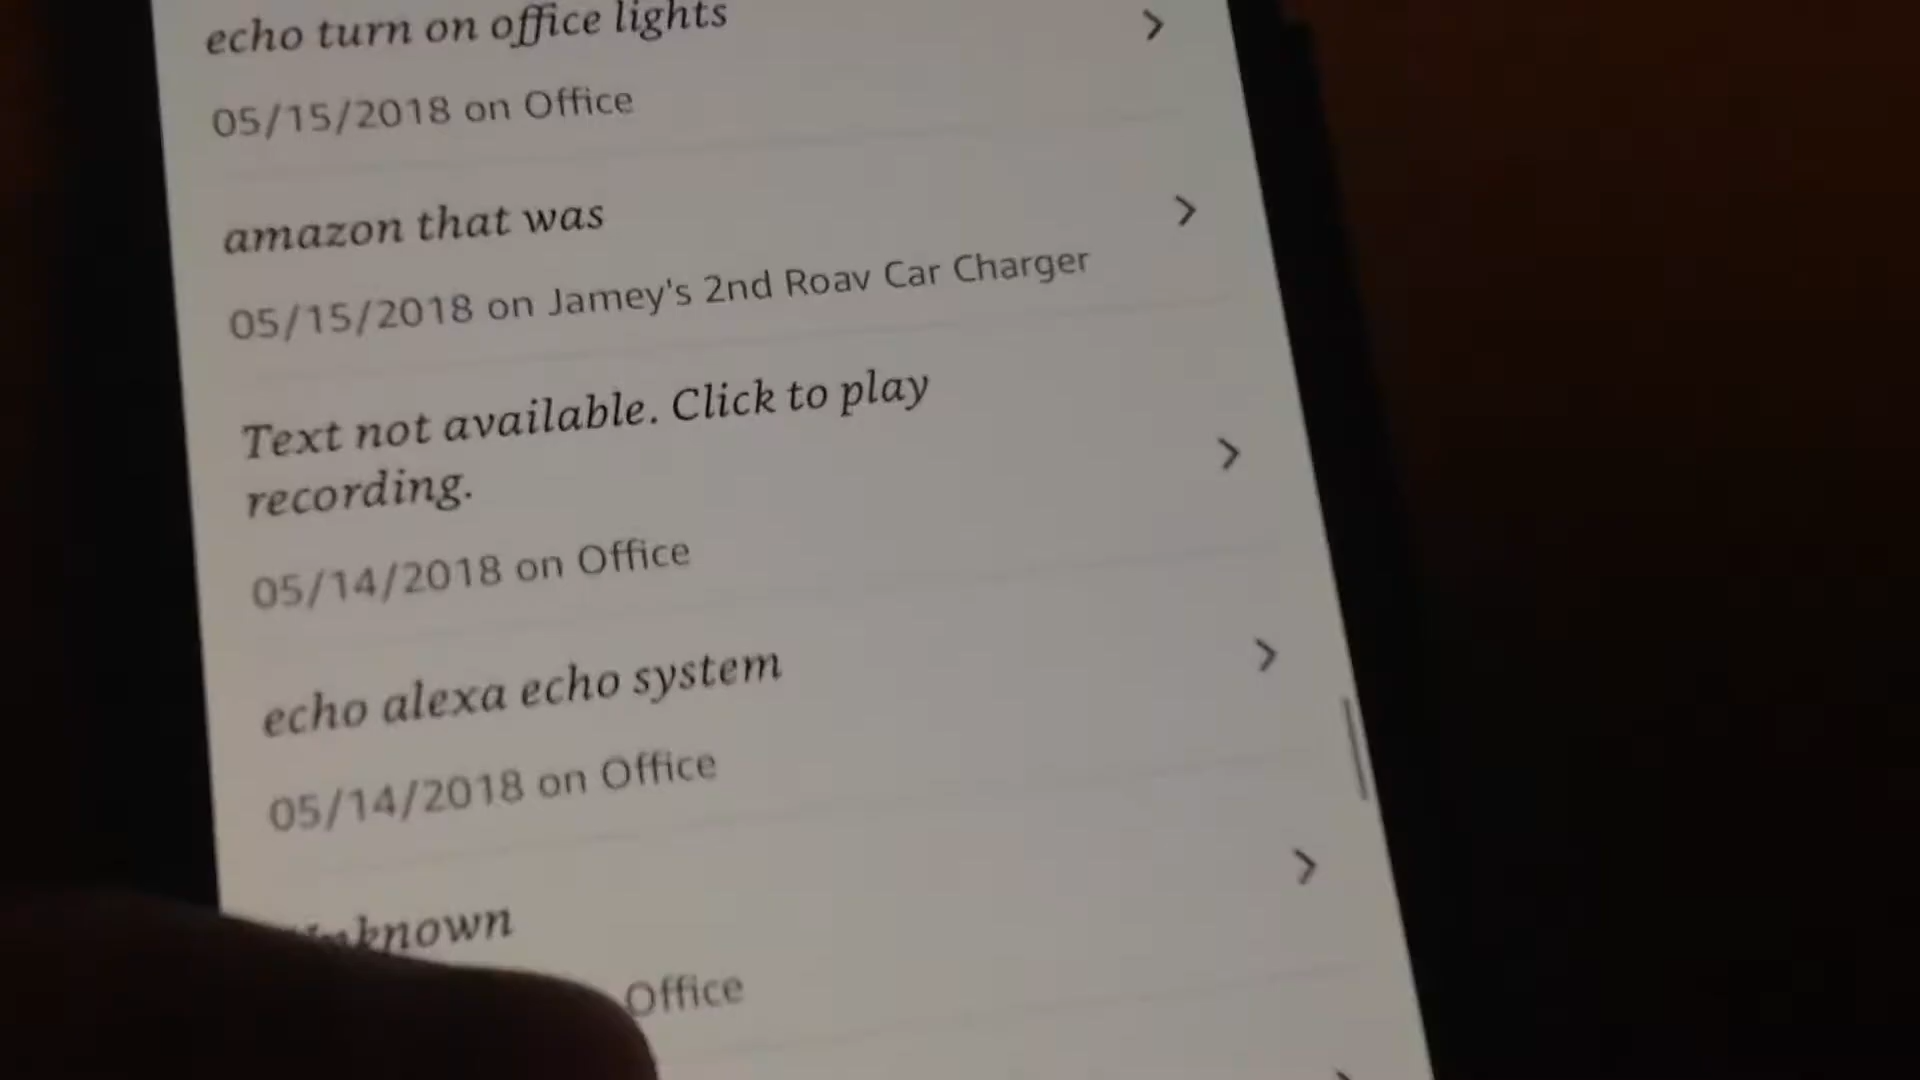 echo turn on office lights
05/15/2018 on Office
amazon that was
05/15/2018 on Jamey's 2nd Roav Car Charger
Text not available. Click to play
recording.
05/14/2018 on Office
echo alexa echo system
05/14/2018 on Office
Unknown
Office